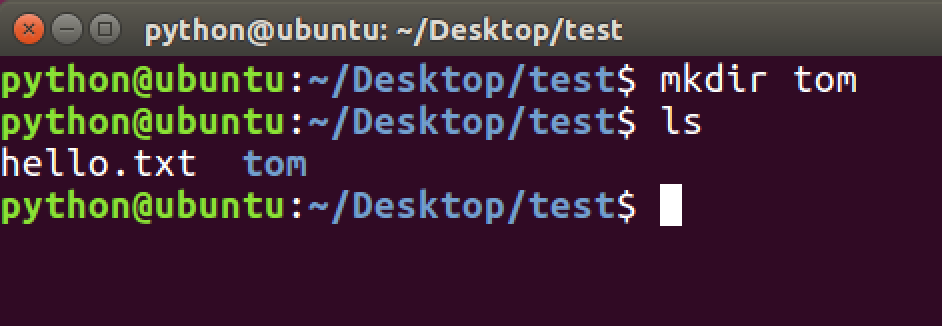 python@ubuntu: ~/Desktop/test
python@ubuntu:~/Desktop/test$ mkdir tom
python@ubuntu:~/Desktop/test$ ls
hello.txt  tom
python@ubuntu:~/Desktop/test$